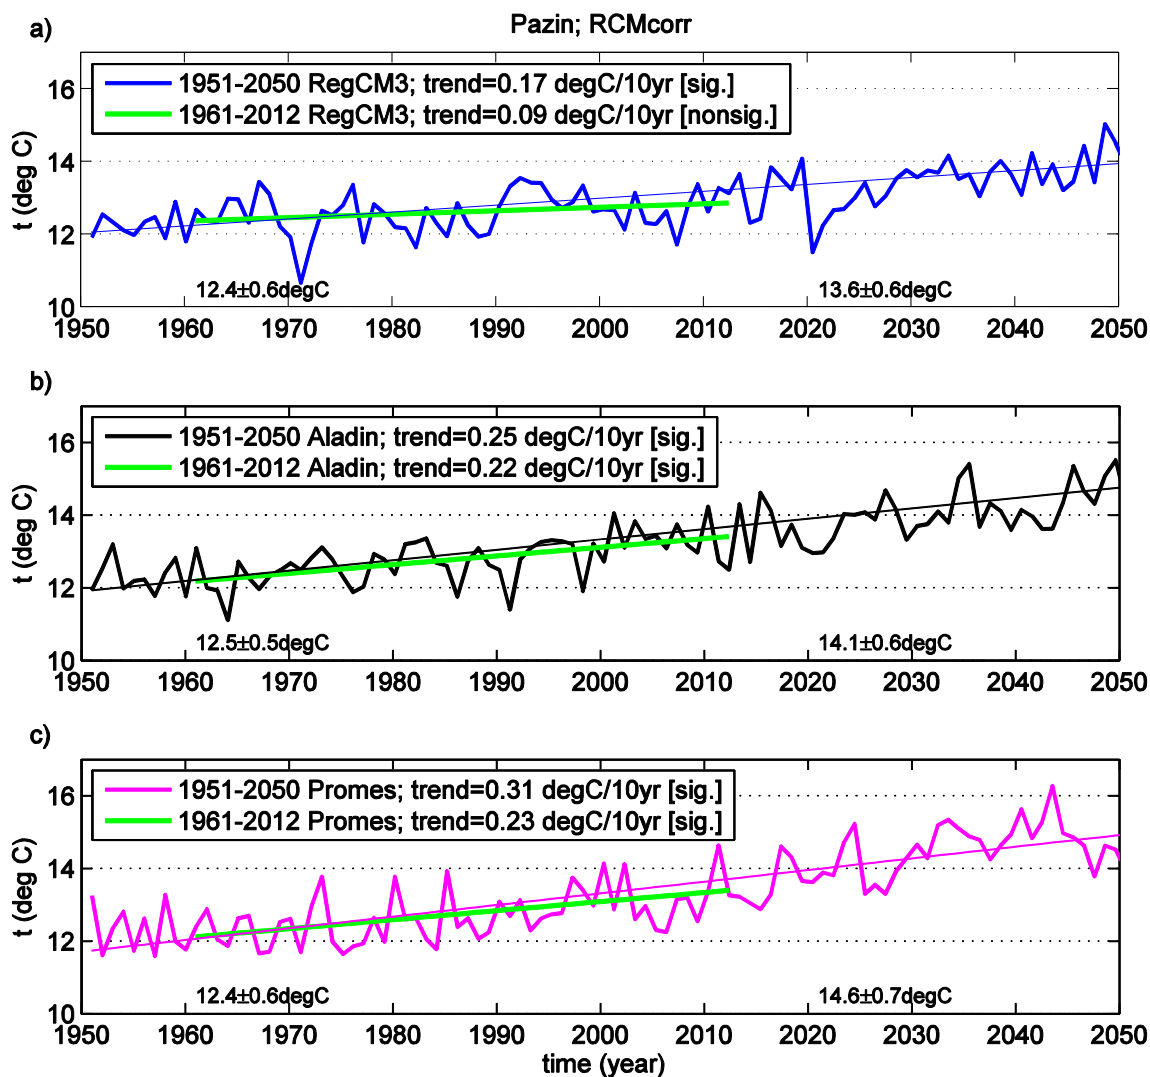 Pazin; RCMcorr
a)
1951-2050 RegCM3; trend=0.17 degC/10yr [sig.]
1961-2012 RegCM3; trend=0.09 degC/10yr [nonsig.]
t (deg C)
16
14
12
10
12.4±0.6degC 13.6±0.6degC
1950 1960 1970 1980 1990 2000 2010 2020 2030 2040 2050
b)
1951-2050 Aladin; trend=0.25 degC/10yr [sig.]
1961-2012 Aladin; trend=0.22 degC/10yr [sig.]
t (deg C)
16
14
12
10
12.5±0.5degC 14.1±0.6degC
1950 1960 1970 1980 1990 2000 2010 2020 2030 2040 2050
c)
1951-2050 Promes; trend=0.31 degC/10yr [sig.]
1961-2012 Promes; trend=0.23 degC/10yr [sig.]
t (deg C)
16
14
12
10
12.4±0.6degC 14.6±0.7degC
1950 1960 1970 1980 1990 2000 2010 2020 2030 2040 2050
time (year)